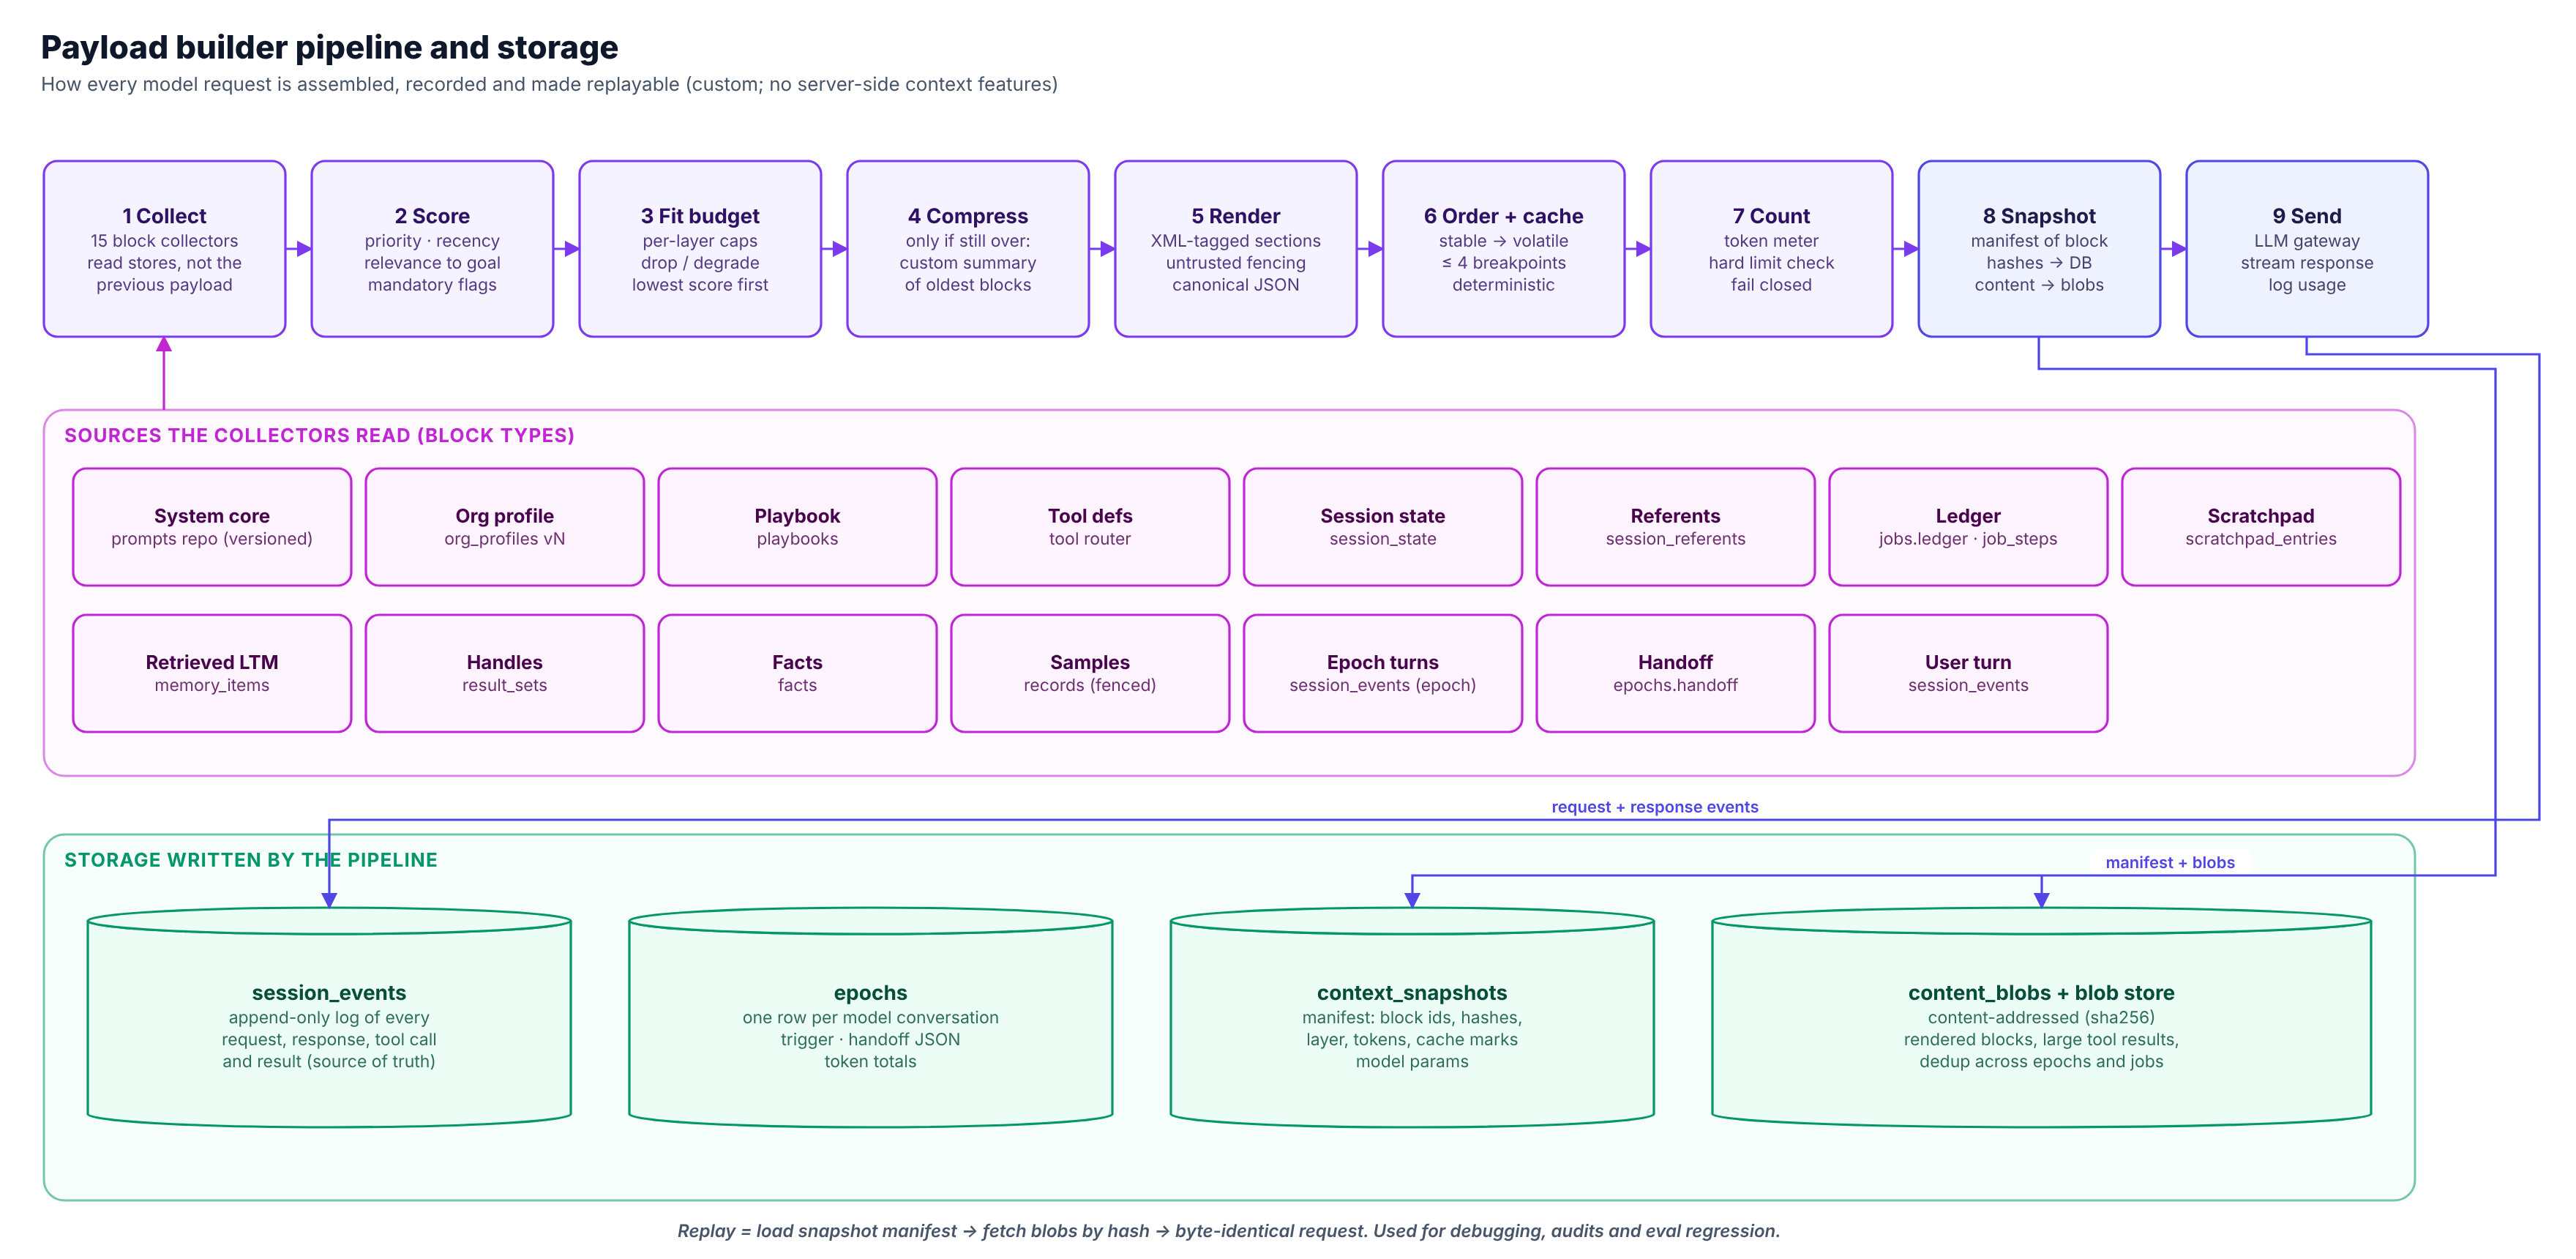 Payload builder pipeline and storage
How every model request is assembled, recorded and made replayable (custom; no server-side context features)
1 Collect
15 block collectors
read stores, not the
previous payload
2 Score
priority · recency
relevance to goal
mandatory flags
3 Fit budget
per-layer caps
drop / degrade
lowest score first
4 Compress
only if still over:
custom summary
of oldest blocks
5 Render
XML-tagged sections
untrusted fencing
canonical JSON
6 Order + cache
stable → volatile
≤ 4 breakpoints
deterministic
7 Count
token meter
hard limit check
fail closed
8 Snapshot
manifest of block
hashes → DB
content → blobs
9 Send
LLM gateway
stream response
log usage
SOURCES THE COLLECTORS READ (BLOCK TYPES)
System core
prompts repo (versioned)
Org profile
org_profiles vN
Playbook
playbooks
Tool defs
tool router
Session state
session_state
Referents
session_referents
Ledger
jobs.ledger · job_steps
Scratchpad
scratchpad_entries
Retrieved LTM
memory_items
Handles
result_sets
Facts
facts
Samples
records (fenced)
Epoch turns
session_events (epoch)
Handoff
epochs.handoff
User turn
session_events
request + response events
STORAGE WRITTEN BY THE PIPELINE
manifest + blobs
session_events
append-only log of every
request, response, tool call
and result (source of truth)
epochs
one row per model conversation
trigger · handoff JSON
token totals
context_snapshots
manifest: block ids, hashes,
layer, tokens, cache marks
model params
content_blobs + blob store
content-addressed (sha256)
rendered blocks, large tool results,
dedup across epochs and jobs
Replay = load snapshot manifest → fetch blobs by hash → byte-identical request. Used for debugging, audits and eval regression.